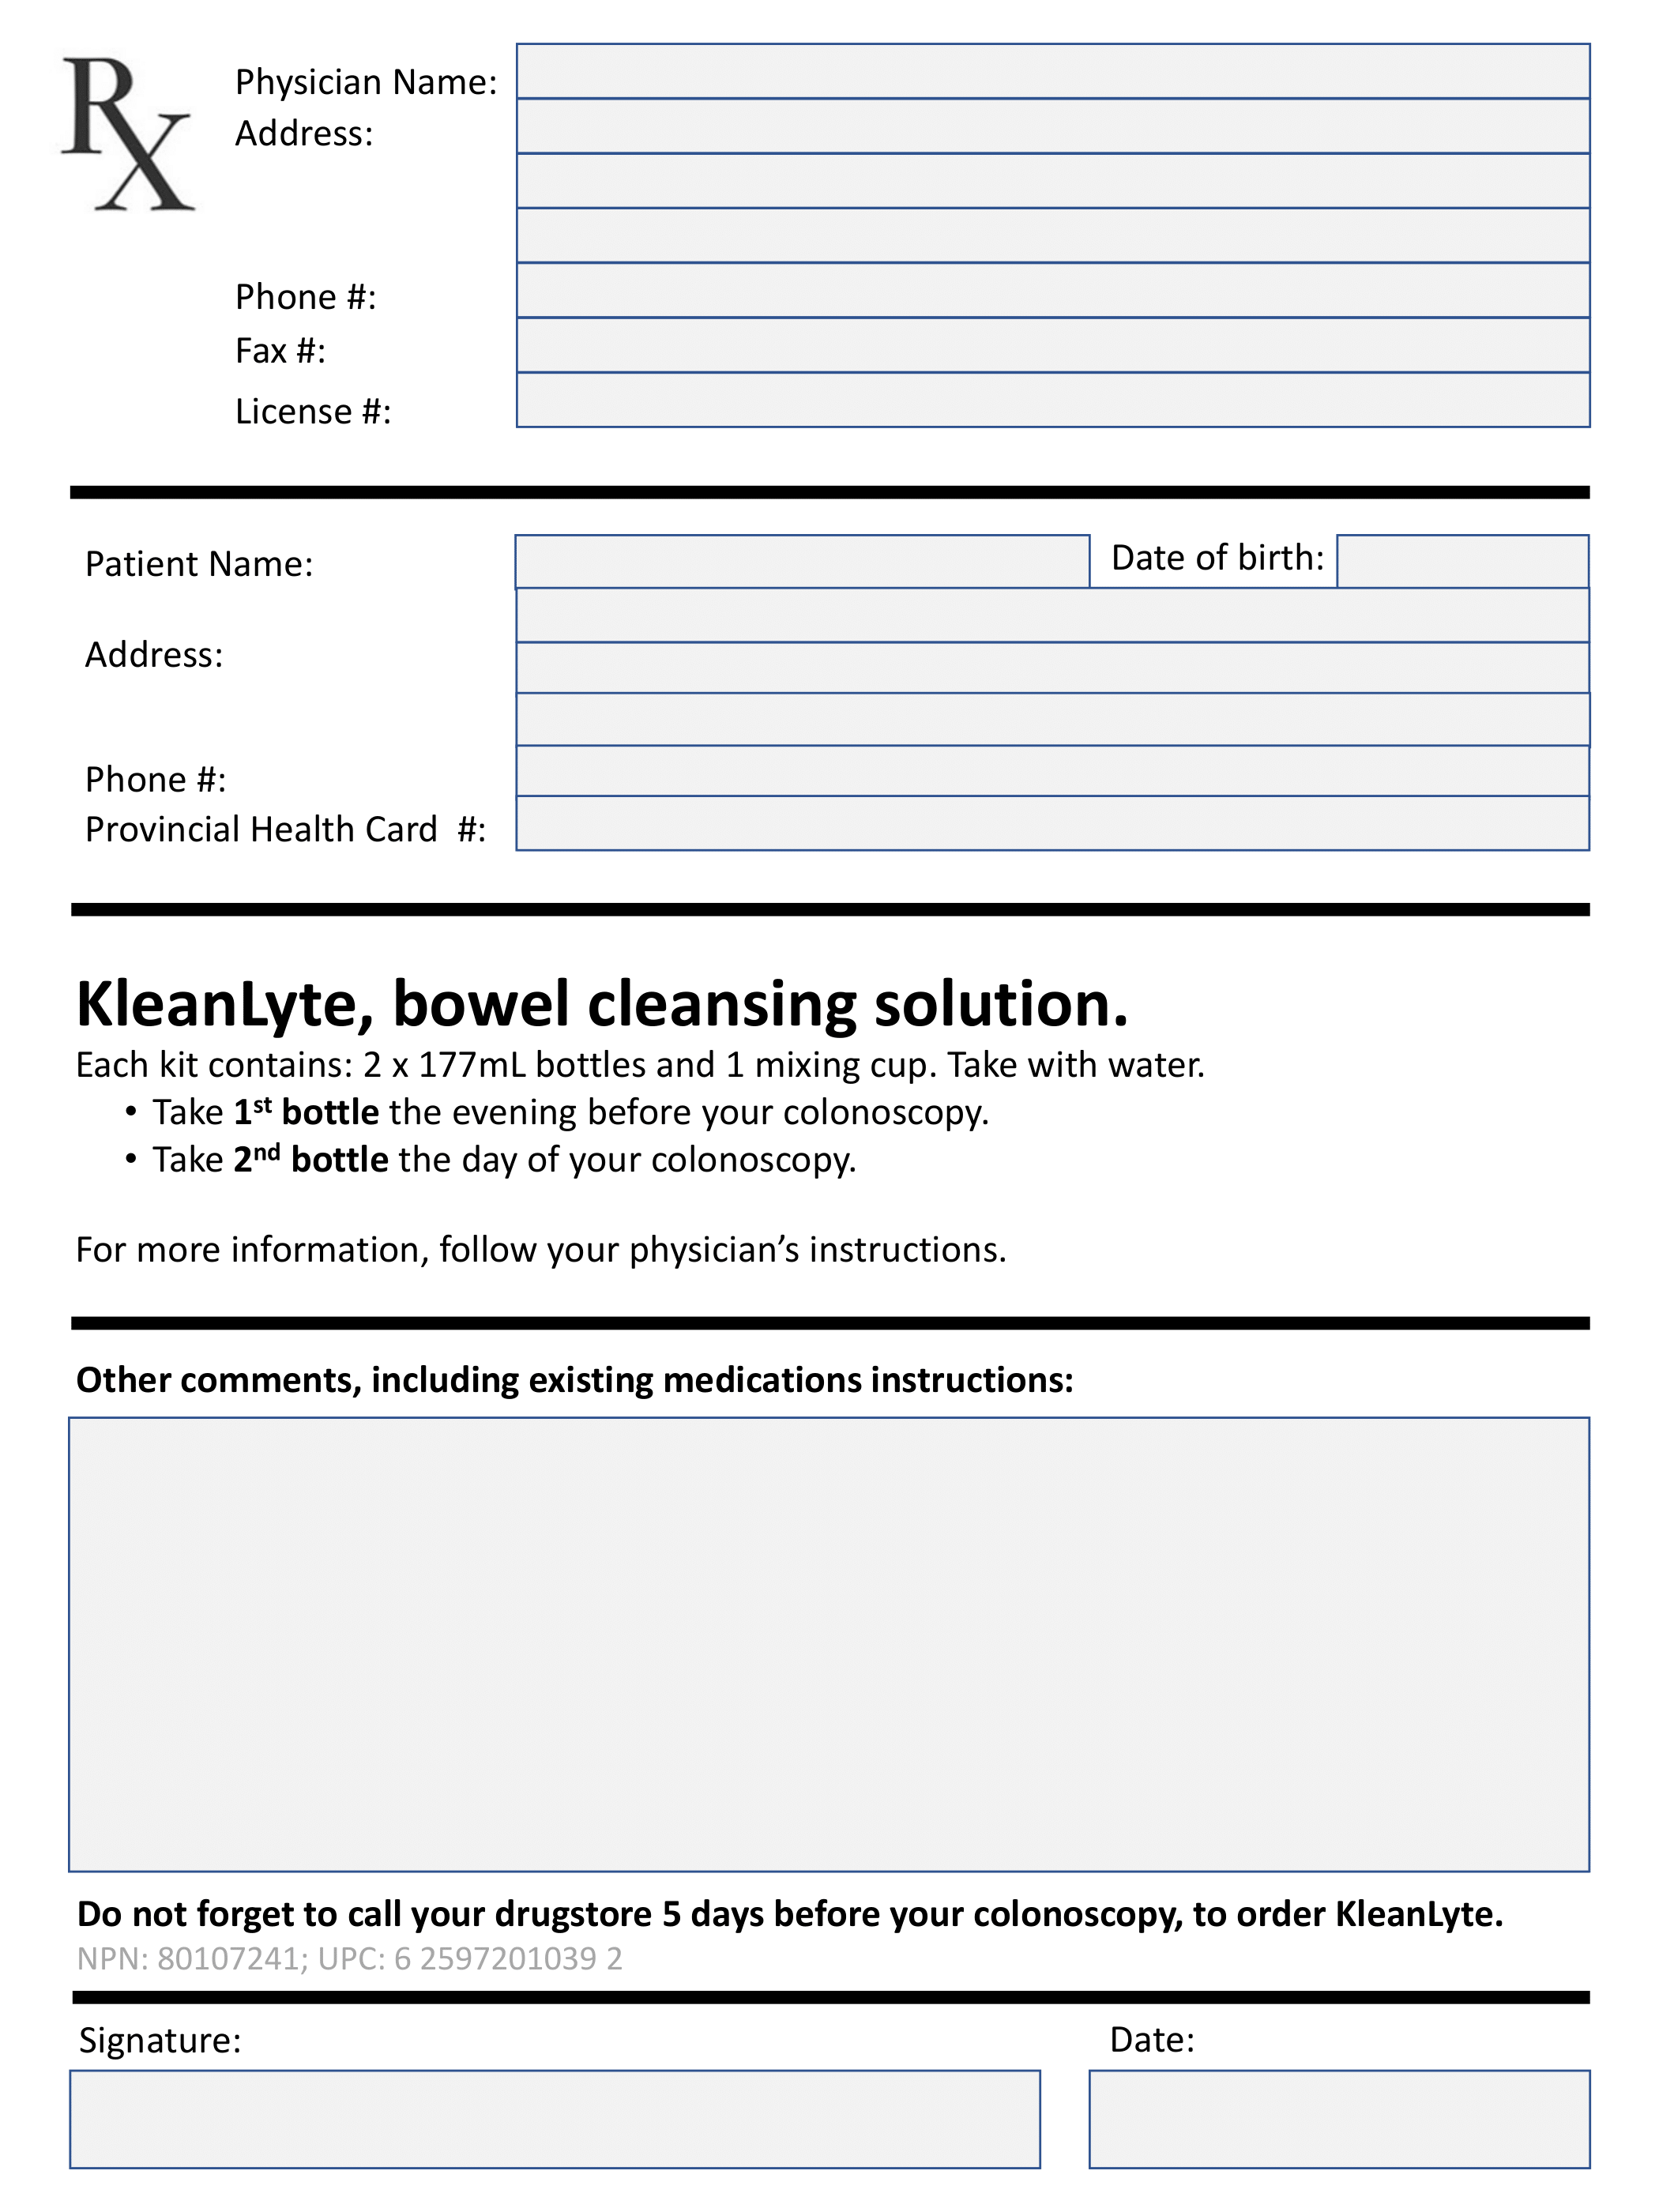 Rx
Physician Name:
Address:
Phone #:
Fax #:
License #:
Patient Name:
Date of birth:
Address:
Phone #:
Provincial Health Card  #:
KleanLyte, bowel cleansing solution.
Each kit contains: 2 x 177mL bottles and 1 mixing cup. Take with water.
• Take 1st bottle the evening before your colonoscopy.
• Take 2nd bottle the day of your colonoscopy.
For more information, follow your physician’s instructions.
Other comments, including existing medications instructions:
Do not forget to call your drugstore 5 days before your colonoscopy, to order KleanLyte.
NPN: 80107241; UPC: 6 2597201039 2
Signature:
Date: